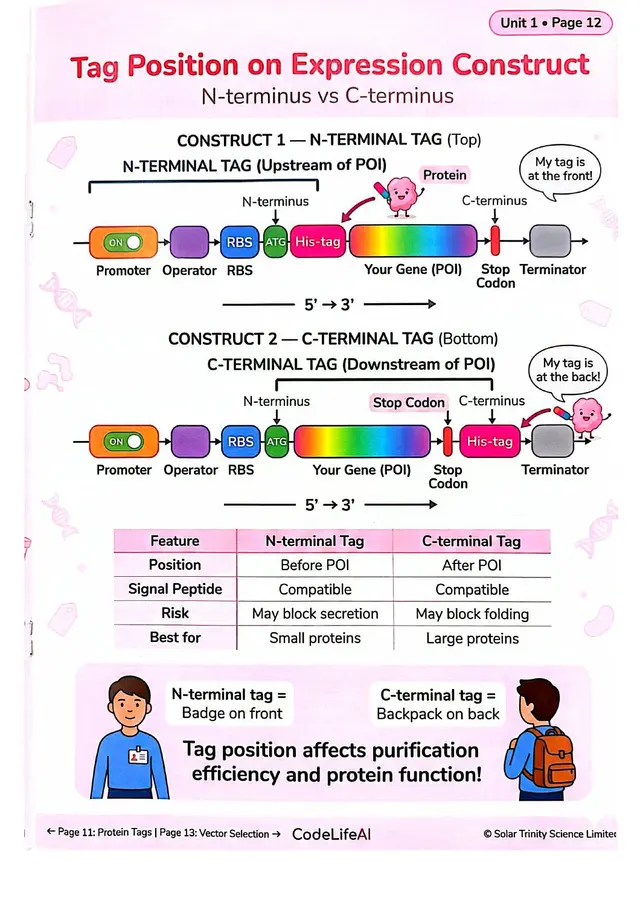 Unit 1 • Page 12
Tag Position on Expression Construct
N-terminus vs C-terminus
CONSTRUCT 1 — N-TERMINAL TAG (Top)
N-TERMINAL TAG (Upstream of POI)
Protein
My tag is
at the front!
N-terminus
C-terminus
ON
RBS
ATG
His-tag
Promoter
Operator
RBS
Your Gene (POI)
Stop
Codon
Terminator
5' → 3'
CONSTRUCT 2 — C-TERMINAL TAG (Bottom)
C-TERMINAL TAG (Downstream of POI)
My tag is
at the back!
N-terminus
Stop Codon
C-terminus
ON
RBS
ATG
His-tag
Promoter
Operator
RBS
Your Gene (POI)
Stop
Codon
Terminator
5' → 3'
Feature N-terminal Tag C-terminal Tag
Position Before POI After POI
Signal Peptide Compatible Compatible
Risk May block secretion May block folding
Best for Small proteins Large proteins
N-terminal tag =
Badge on front
C-terminal tag =
Backpack on back
Tag position affects purification
efficiency and protein function!
← Page 11: Protein Tags | Page 13: Vector Selection → CodeLifeAI © Solar Trinity Science Limite